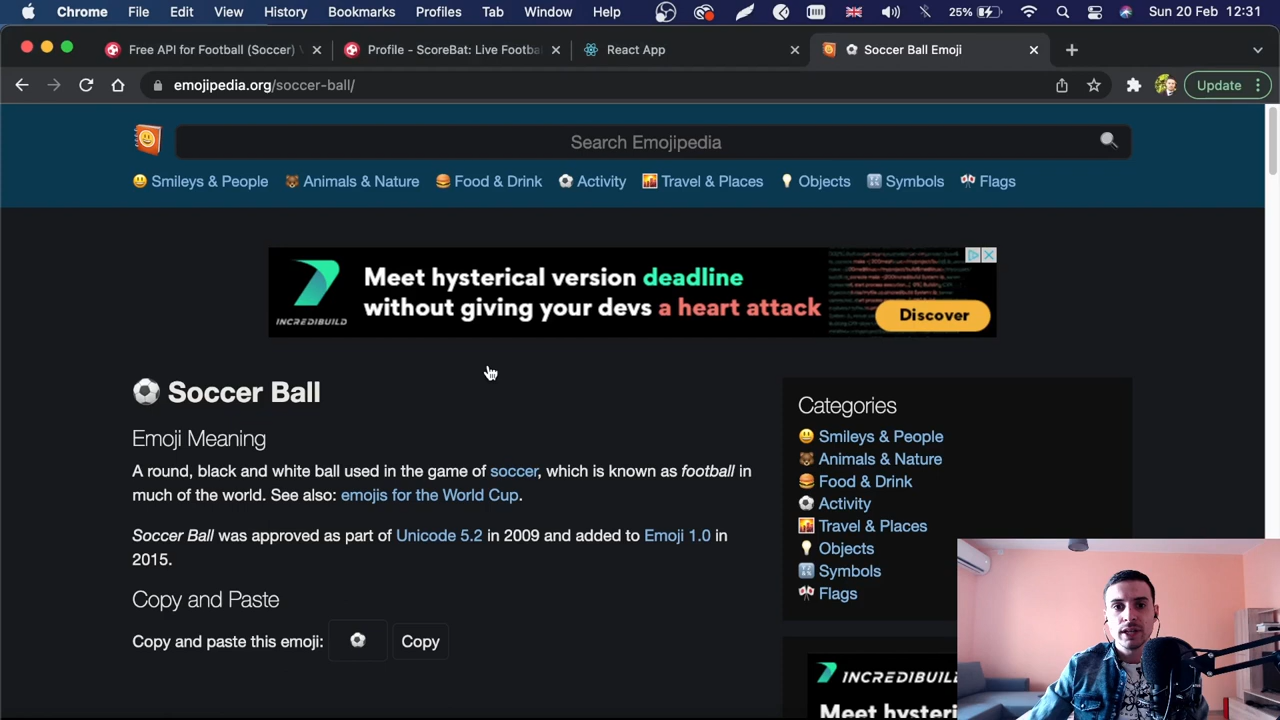 Chrome File Edit View History Bookmarks Profiles Tab Window Help 25% Sun 20 Feb 12:31
Free API for Football (Soccer) V Profile - ScoreBat: Live Footba React App ⚽ Soccer Ball Emoji
emojipedia.org/soccer-ball/ Update
Search Emojipedia
😃 Smileys & People 🐻 Animals & Nature 🍔 Food & Drink ⚽ Activity 🌇 Travel & Places 💡 Objects 🔣 Symbols 🎌 Flags
Meet hysterical version deadline
without giving your devs a heart attack
INCREDIBUILD
Discover
⚽ Soccer Ball
Emoji Meaning
A round, black and white ball used in the game of soccer, which is known as football in
much of the world. See also: emojis for the World Cup.
Soccer Ball was approved as part of Unicode 5.2 in 2009 and added to Emoji 1.0 in
2015.
Copy and Paste
Copy and paste this emoji: ⚽ Copy
Categories
😃 Smileys & People
🐻 Animals & Nature
🍔 Food & Drink
⚽ Activity
🌇 Travel & Places
💡 Objects
🔣 Symbols
🎌 Flags
INCREDIBUIL
Meet hysteri